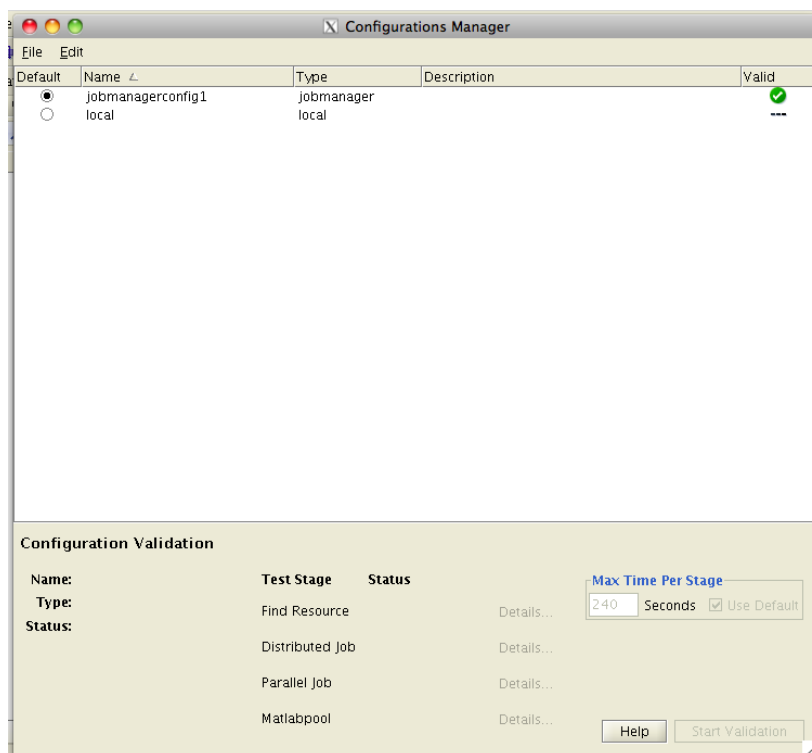 X Configurations Manager
File Edit
Default Name Type Description Valid
jobmanagerconfig1 jobmanager
local local ---
Configuration Validation
Name: Test Stage Status Max Time Per Stage
Type: Find Resource Details... 240 Seconds Use Default
Status:
Distributed Job Details...
Parallel Job Details...
Matlabpool Details...
Help Start Validation